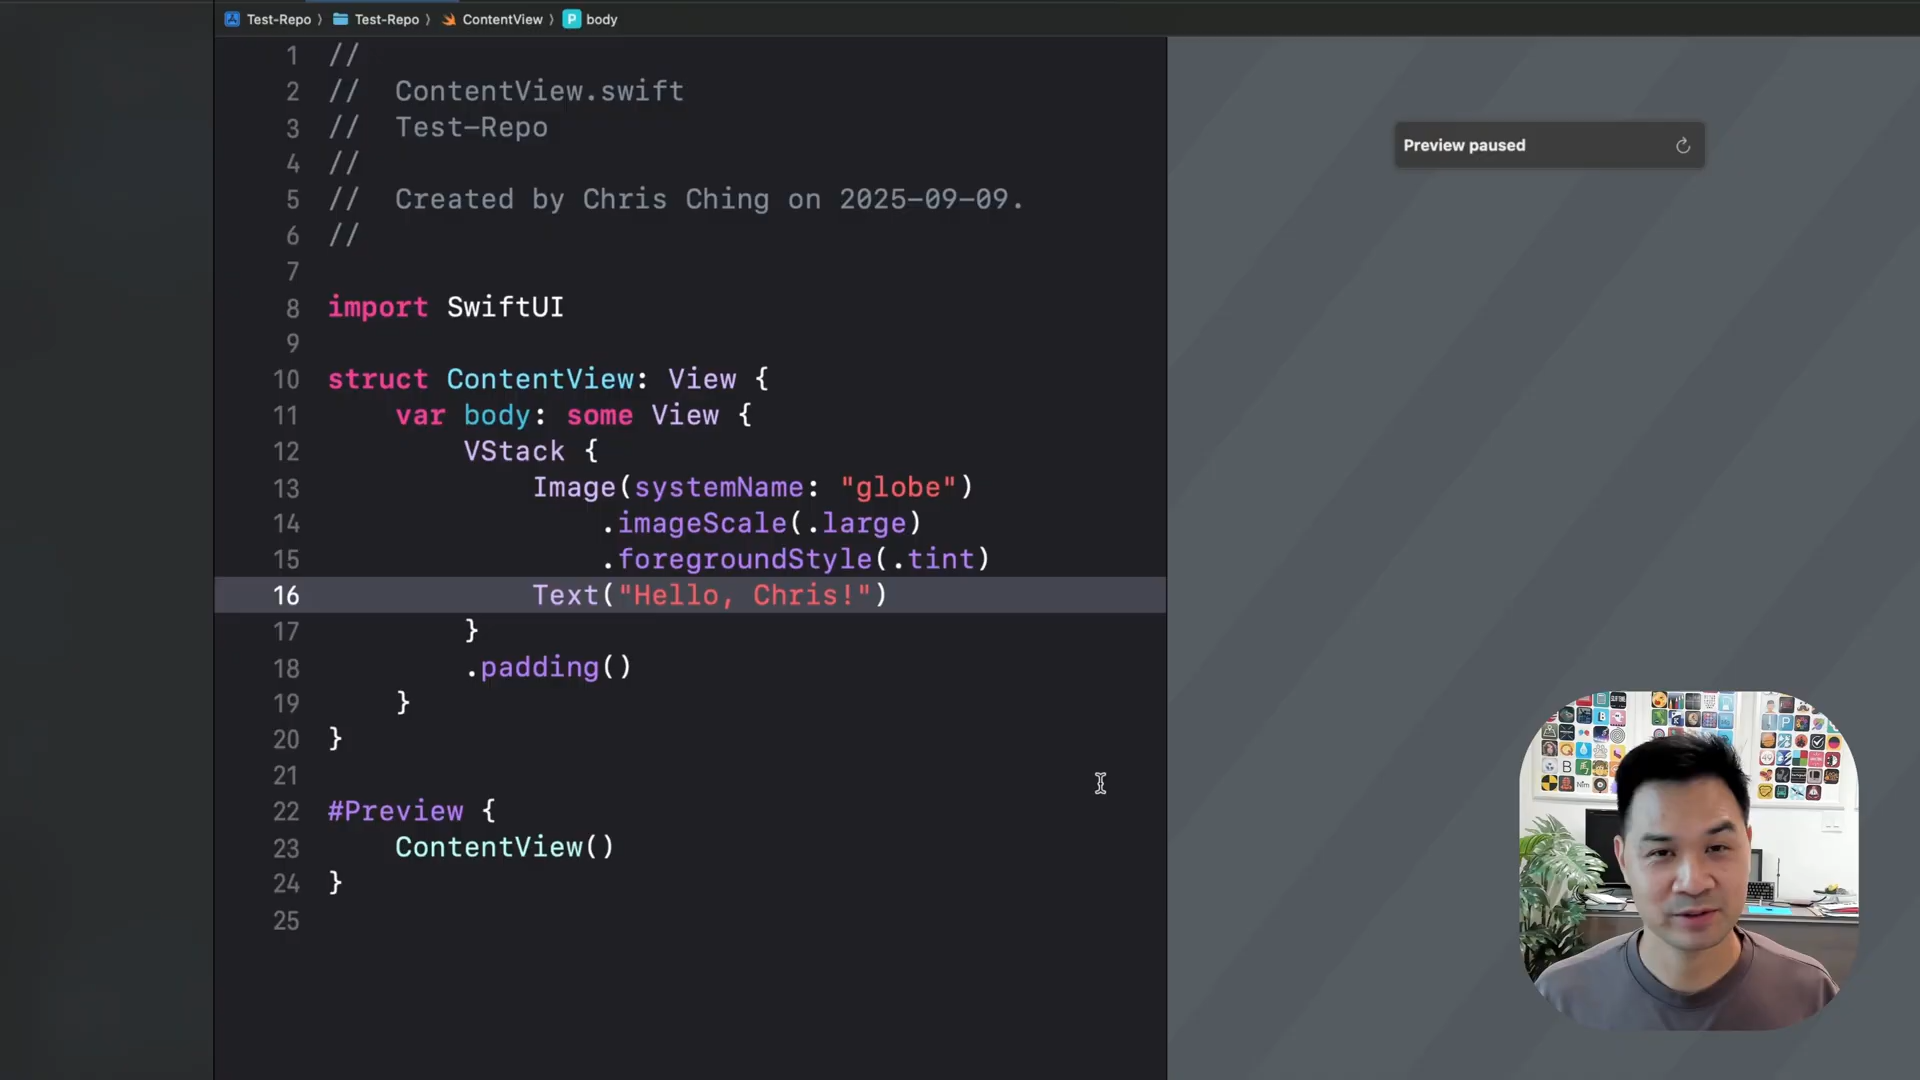 Test-Repo 〉 Test-Repo 〉 ContentView 〉 P body
1 //
2 //  ContentView.swift
3 //  Test-Repo
4 //
5 //  Created by Chris Ching on 2025-09-09.
6 //
7
8 import SwiftUI
9
10 struct ContentView: View {
11     var body: some View {
12         VStack {
13             Image(systemName: "globe")
14                 .imageScale(.large)
15                 .foregroundStyle(.tint)
16             Text("Hello, Chris!")
17         }
18         .padding()
19     }
20 }
21
22 #Preview {
23     ContentView()
24 }
25
Preview paused